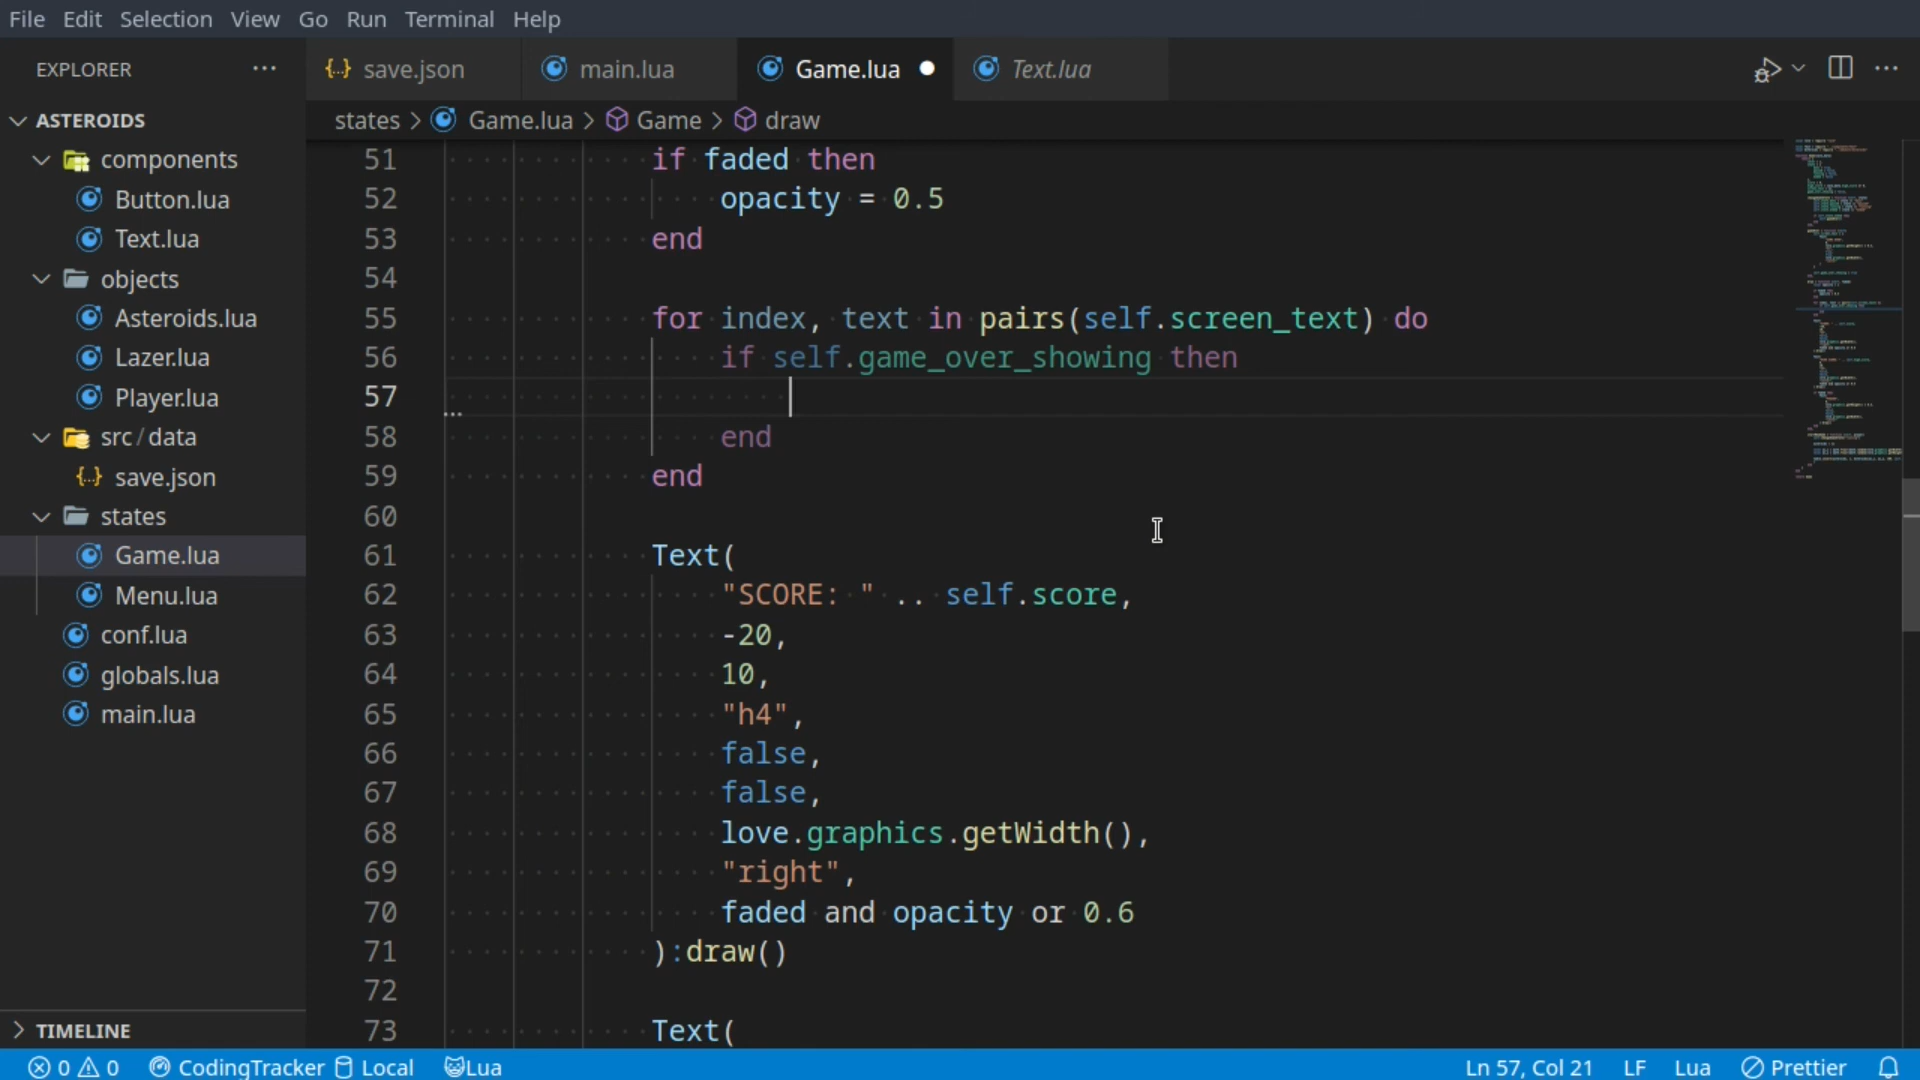 File Edit Selection View Go Run Terminal Help
EXPLORER ...
save.json main.lua Game.lua Text.lua
states > Game.lua > Game > draw
ASTEROIDS
components
Button.lua
Text.lua
objects
Asteroids.lua
Lazer.lua
Player.lua
src/data
save.json
states
Game.lua
Menu.lua
conf.lua
globals.lua
main.lua
TIMELINE
51 if faded then
52 opacity = 0.5
53 end
54
55 for index, text in pairs(self.screen_text) do
56 if self.game_over_showing then
57
58 end
59 end
60
61 Text(
62 "SCORE: " .. self.score,
63 -20,
64 10,
65 "h4",
66 false,
67 false,
68 love.graphics.getWidth(),
69 "right",
70 faded and opacity or 0.6
71 ):draw()
72
73 Text(
0 0 CodingTracker Local Lua Ln 57, Col 21 LF Lua Prettier